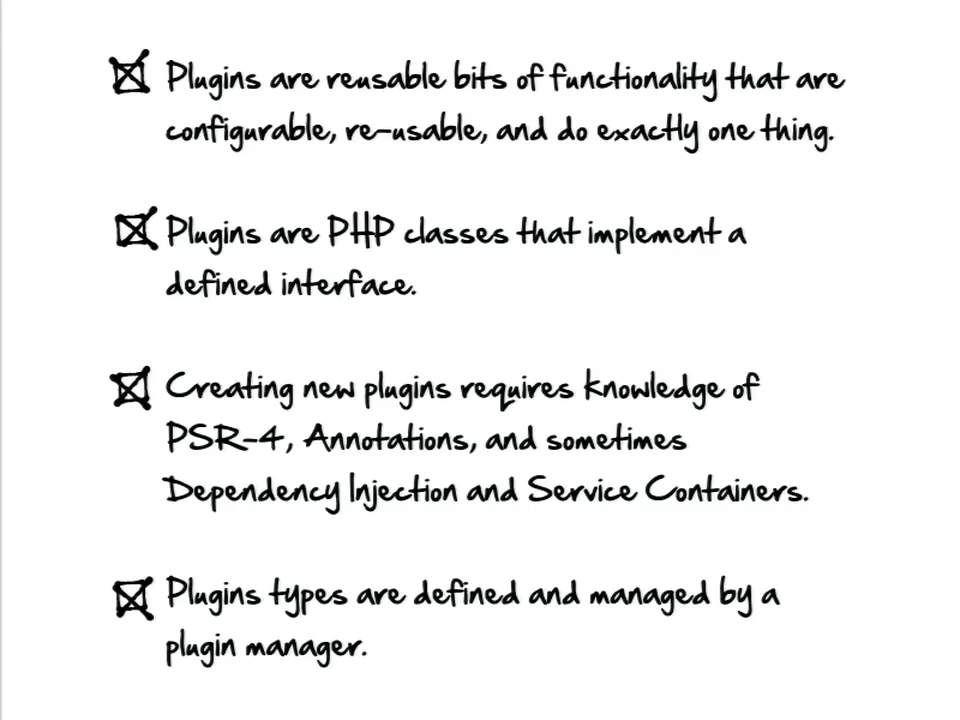 Plugins are reusable bits of functionality that are
configurable, re-usable, and do exactly one thing.
Plugins are PHP classes that implement a
defined interface.
Creating new plugins requires knowledge of
PSR-4, Annotations, and sometimes
Dependency Injection and Service Containers.
Plugins types are defined and managed by a
plugin manager.